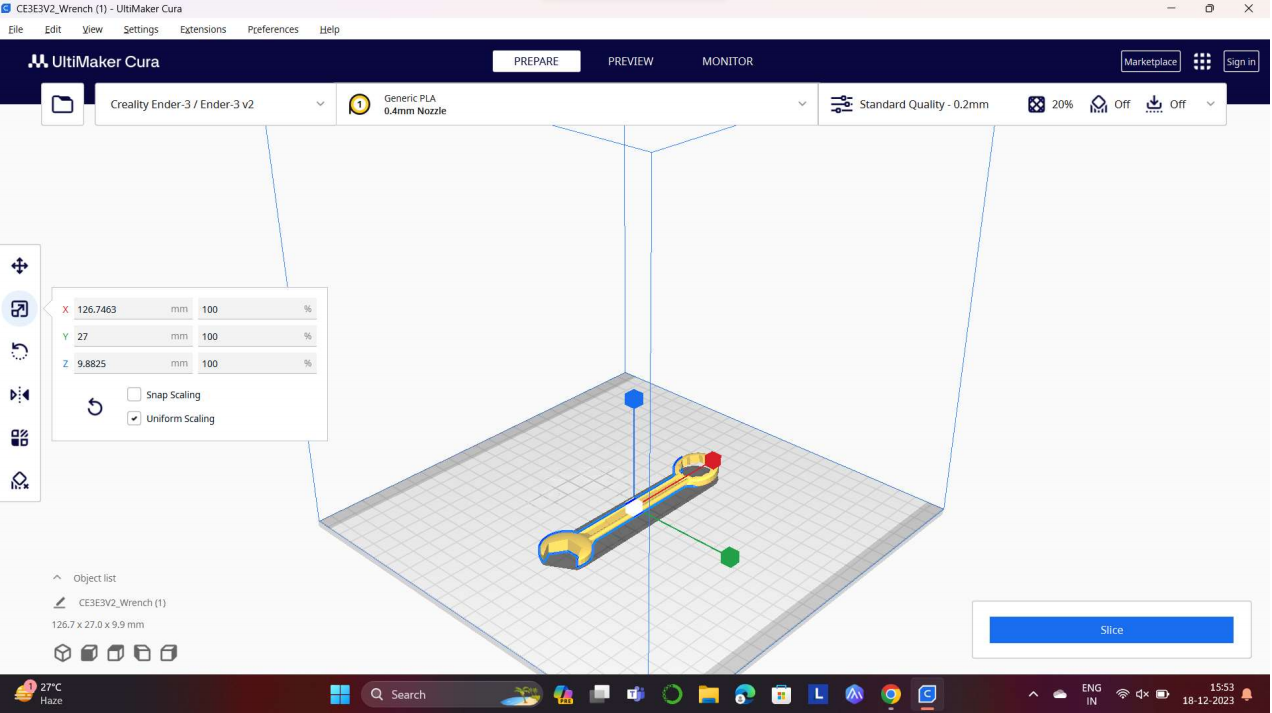 CE3E3V2_Wrench (1) - UltiMaker Cura
File Edit View Settings Extensions Preferences Help
UltiMaker Cura PREPARE PREVIEW MONITOR Marketplace Sign in
Creality Ender-3 / Ender-3 v2
1 Generic PLA
0.4mm Nozzle
Standard Quality - 0.2mm 20% Off Off
X 126.7463 mm 100 %
Y 27 mm 100 %
Z 9.8825 mm 100 %
Snap Scaling
Uniform Scaling
Object list
CE3E3V2_Wrench (1)
126.7 x 27.0 x 9.9 mm
Slice
1 27°C
Haze
Search
PRE
L
ENG
IN
15:53
18-12-2023